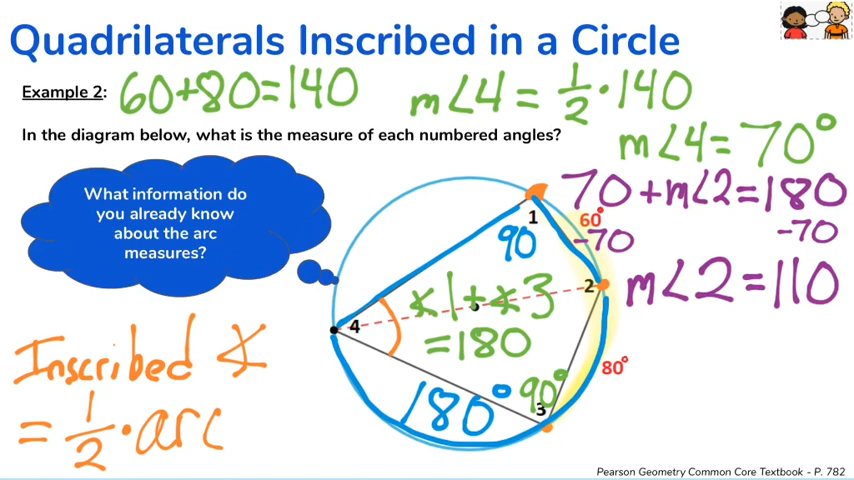 Quadrilaterals Inscribed in a Circle
Example 2:
60+80=140
m∠4 = 1/2 · 140
In the diagram below, what is the measure of each numbered angles?
m∠4 = 70°
What information do
you already know
about the arc
measures?
70 + m∠2 = 180
-70
-70
m∠2 = 110
1
60°
90
2
∡1 + ∡3
= 180
4
80°
90°
3
180°
Inscribed ∡
= 1/2 · arc
Pearson Geometry Common Core Textbook - P. 782